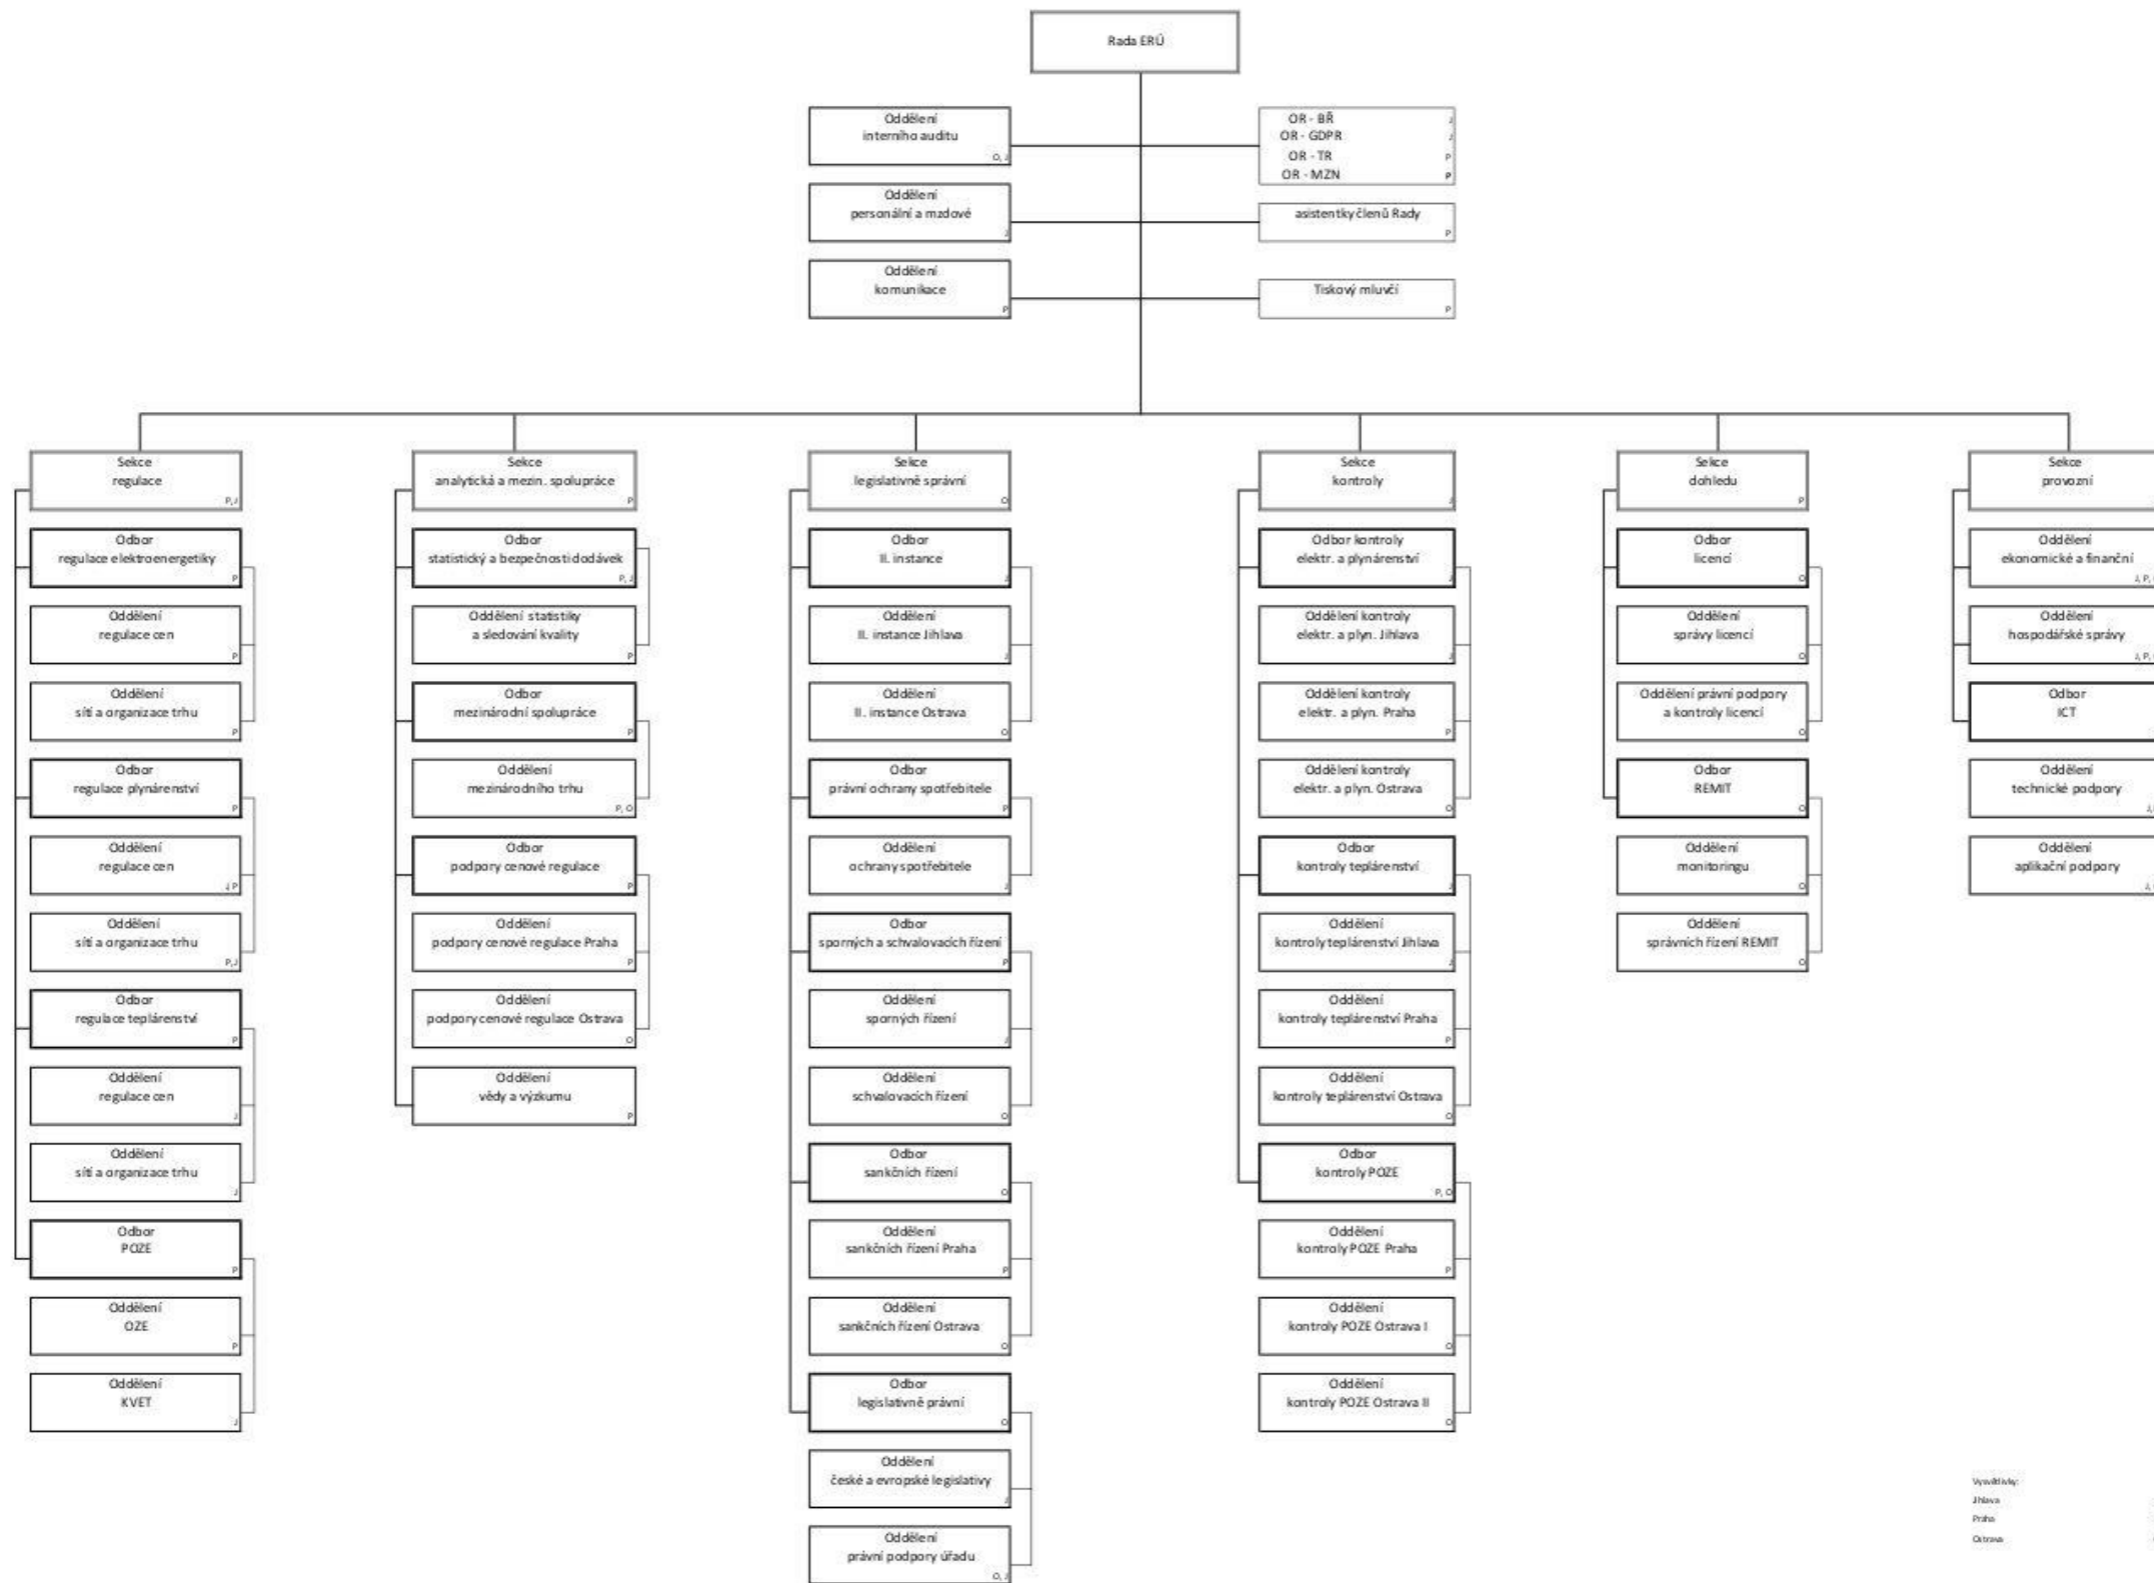 Rada ERÚ
Oddělení
interního auditu
O, J
OR - BŘ
J
OR - GDPR
J
OR - TR
P
OR - MZN
P
Oddělení
personální a mzdové
J
asistentky členů Rady
P
Oddělení
komunikace
P
Tiskový mluvčí
P
Sekce
regulace
P, J
Odbor
regulace elektroenergetiky
P
Oddělení
regulace cen
P
Oddělení
sítí a organizace trhu
P
Odbor
regulace plynárenství
P
Oddělení
regulace cen
J, P
Oddělení
sítí a organizace trhu
P, J
Odbor
regulace teplárenství
P
Oddělení
regulace cen
J
Oddělení
sítí a organizace trhu
J
Odbor
POZE
P
Oddělení
OZE
P
Oddělení
KVET
J
Sekce
analytická a mezin. spolupráce
P
Odbor
statistický a bezpečnosti dodávek
P, J
Oddělení statistiky
a sledování kvality
P
Odbor
mezinárodní spolupráce
P
Oddělení
mezinárodního trhu
P, O
Odbor
podpory cenové regulace
P
Oddělení
podpory cenové regulace Praha
P
Oddělení
podpory cenové regulace Ostrava
O
Oddělení
vědy a výzkumu
P
Sekce
legislativně správní
O
Odbor
II. instance
J
Oddělení
II. instance Jihlava
J
Oddělení
II. instance Ostrava
O
Odbor
právní ochrany spotřebitele
P
Oddělení
ochrany spotřebitele
J
Odbor
sporných a schvalovacích řízení
P
Oddělení
sporných řízení
J
Oddělení
schvalovacích řízení
O
Odbor
sankčních řízení
O
Oddělení
sankčních řízení Praha
P
Oddělení
sankčních řízení Ostrava
O
Odbor
legislativně právní
O
Oddělení
české a evropské legislativy
J
Oddělení
právní podpory úřadu
O, J
Sekce
kontroly
J
Odbor kontroly
elektr. a plynárenství
J
Oddělení kontroly
elektr. a plyn. Jihlava
J
Oddělení kontroly
elektr. a plyn. Praha
P
Oddělení kontroly
elektr. a plyn. Ostrava
O
Odbor
kontroly teplárenství
J
Oddělení
kontroly teplárenství Jihlava
J
Oddělení
kontroly teplárenství Praha
P
Oddělení
kontroly teplárenství Ostrava
O
Odbor
kontroly POZE
P, O
Oddělení
kontroly POZE Praha
P
Oddělení
kontroly POZE Ostrava I
O
Oddělení
kontroly POZE Ostrava II
O
Sekce
dohledu
P
Odbor
licencí
O
Oddělení
správy licencí
O
Oddělení právní podpory
a kontroly licencí
O
Odbor
REMIT
O
Oddělení
monitoringu
O
Oddělení
správních řízení REMIT
O
Sekce
provozní
Oddělení
ekonomické a finanční
J, P,
Oddělení
hospodářské správy
J, P,
Odbor
ICT
Oddělení
technické podpory
J,
Oddělení
aplikační podpory
J,
Vysvětlivky:
Jihlava
Praha
Ostrava